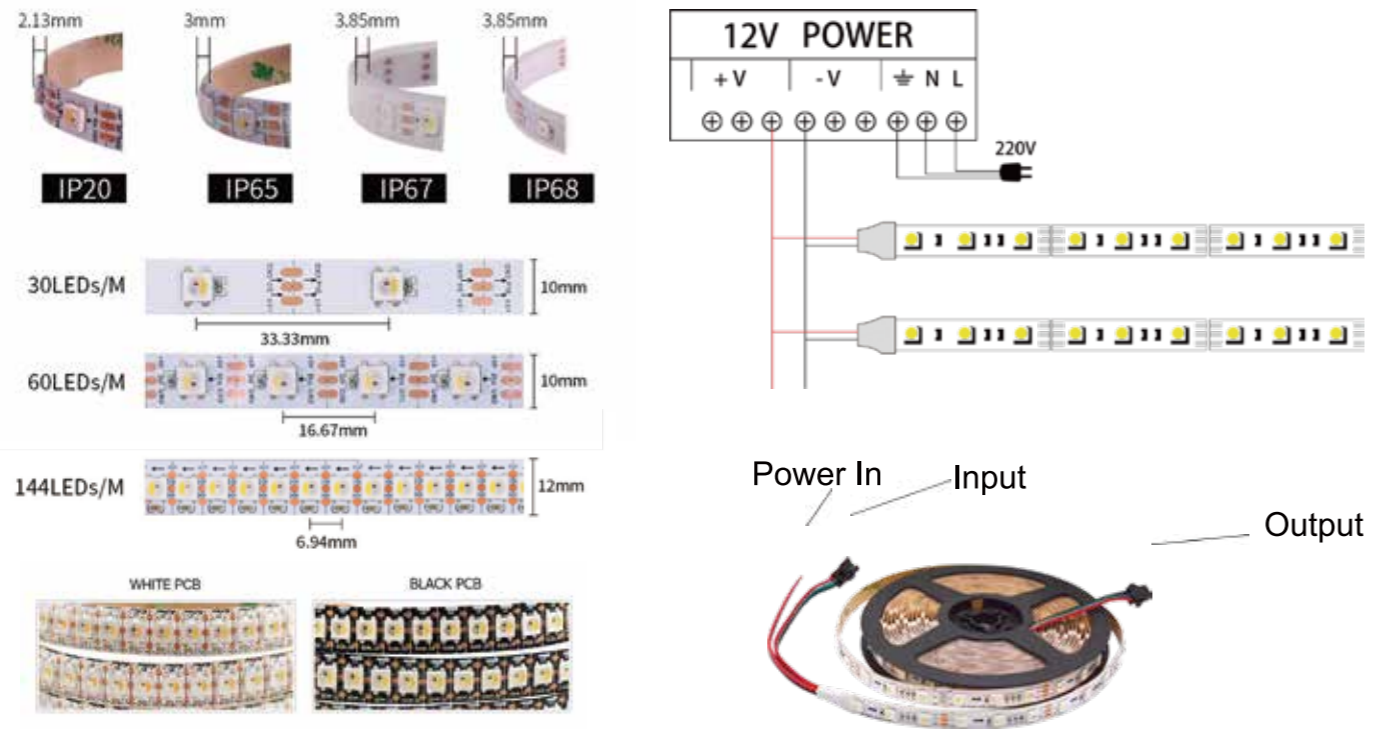 2.13mm 3mm 3.85mm 3.85mm
IP20 IP65 IP67 IP68
30LEDs/M
10mm
33.33mm
60LEDs/M
10mm
16.67mm
144LEDs/M
12mm
6.94mm
WHITE PCB BLACK PCB
12V POWER
+V -V ⏚ N L
220V
Power In
Input
Output